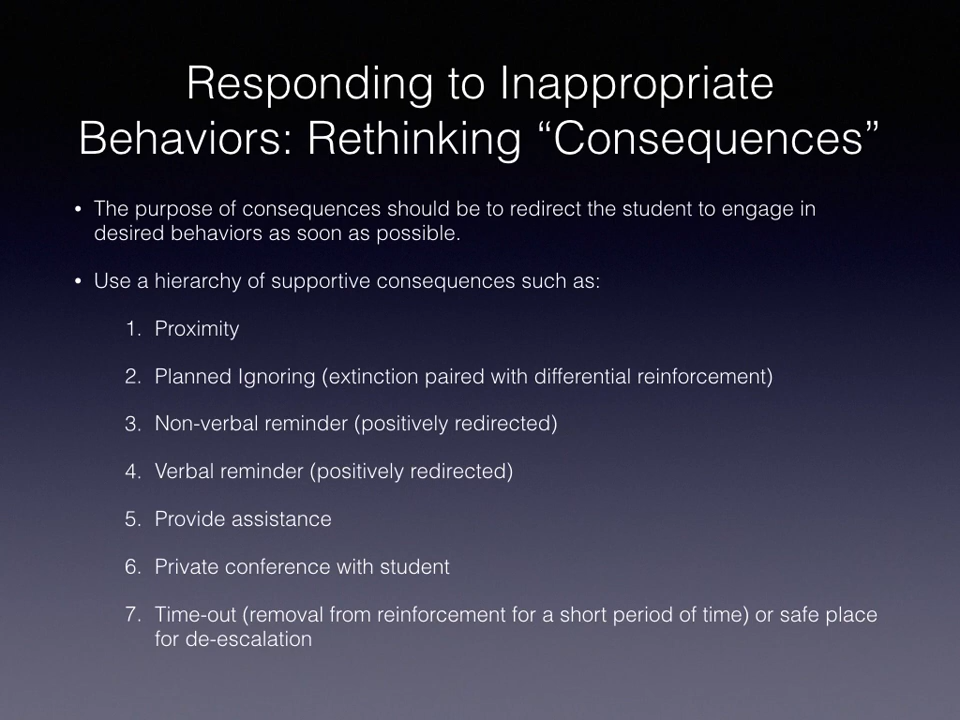 Responding to Inappropriate
Behaviors: Rethinking “Consequences”
• The purpose of consequences should be to redirect the student to engage in
desired behaviors as soon as possible.
• Use a hierarchy of supportive consequences such as:
1. Proximity
2. Planned Ignoring (extinction paired with differential reinforcement)
3. Non-verbal reminder (positively redirected)
4. Verbal reminder (positively redirected)
5. Provide assistance
6. Private conference with student
7. Time-out (removal from reinforcement for a short period of time) or safe place
for de-escalation